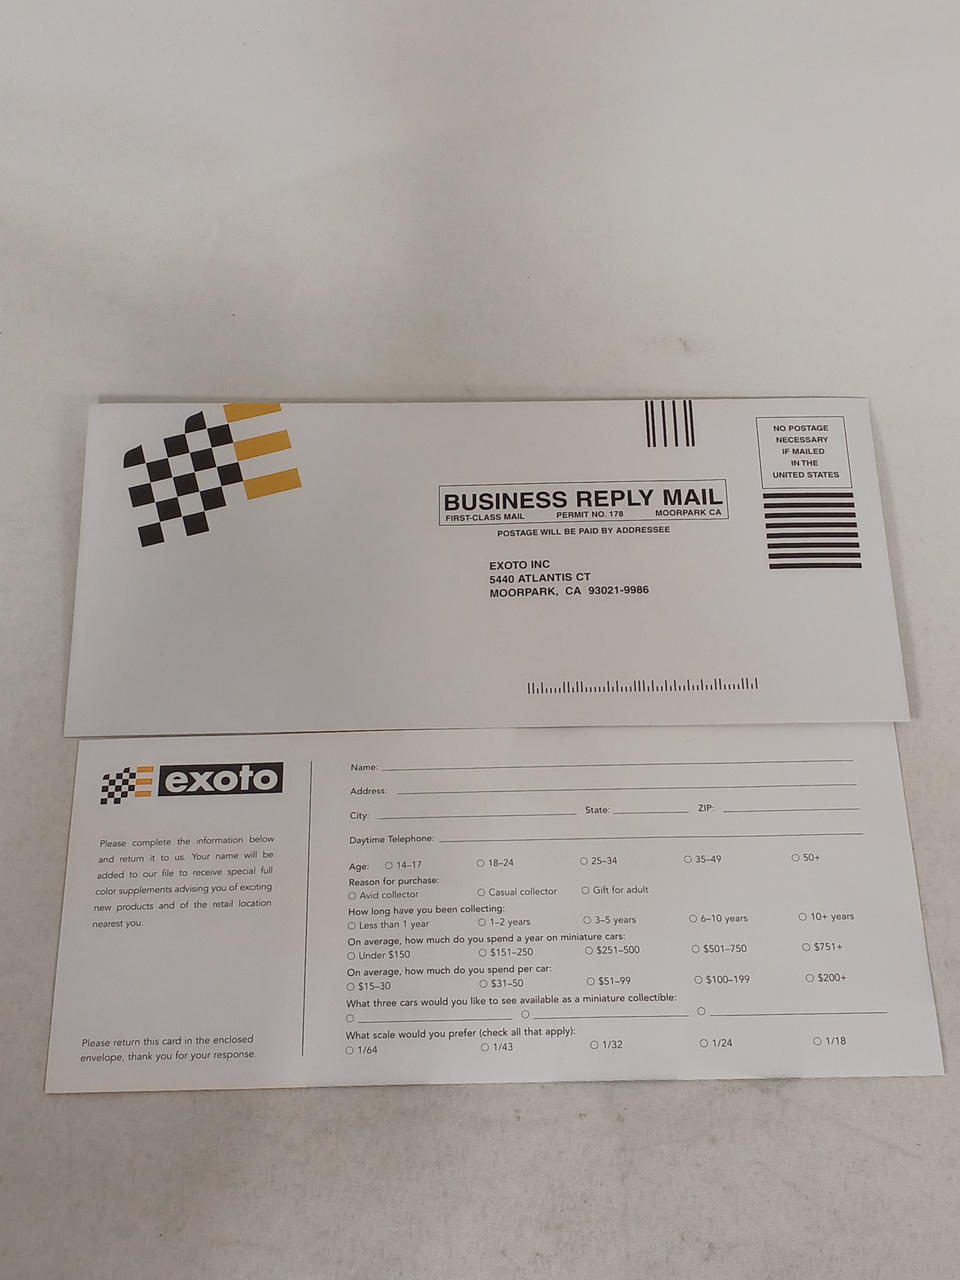 NO POSTAGE
NECESSARY
IF MAILED
IN THE
UNITED STATES
BUSINESS REPLY MAIL
FIRST-CLASS MAIL PERMIT NO. 178 MOORPARK CA
POSTAGE WILL BE PAID BY ADDRESSEE
EXOTO INC
5440 ATLANTIS CT
MOORPARK, CA 93021-9986
exoto
Please complete the information below
and return it to us. Your name will be
added to our file to receive special full
color supplements advising you of exciting
new products and of the retail location
nearest you.
Please return this card in the enclosed
envelope, thank you for your response.
Name:
Address:
City: State: ZIP:
Daytime Telephone:
Age: 14–17 18–24 25–34 35–49 50+
Reason for purchase:
Avid collector Casual collector Gift for adult
How long have you been collecting:
Less than 1 year 1–2 years 3–5 years 6–10 years 10+ years
On average, how much do you spend a year on miniature cars:
Under $150 $151–250 $251–500 $501–750 $751+
On average, how much do you spend per car:
$15–30 $31–50 $51–99 $100–199 $200+
What three cars would you like to see available as a miniature collectible:
What scale would you prefer (check all that apply):
1/64 1/43 1/32 1/24 1/18